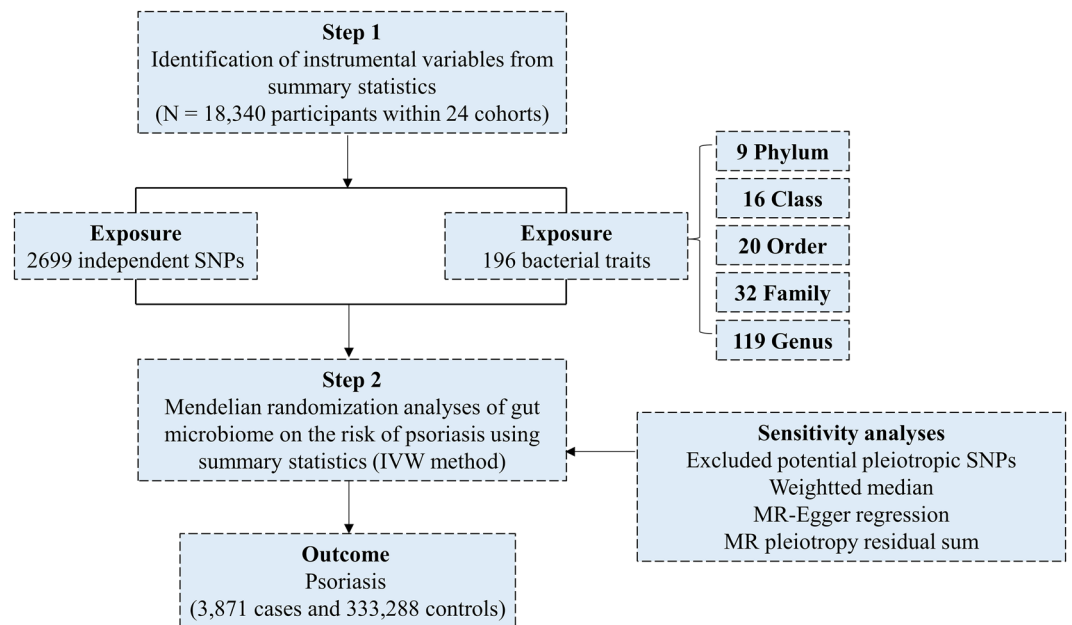 Step 1
Identification of instrumental variables from
summary statistics
(N = 18,340 participants within 24 cohorts)
Exposure
2699 independent SNPs
Exposure
196 bacterial traits
9 Phylum
16 Class
20 Order
32 Family
119 Genus
Step 2
Mendelian randomization analyses of gut
microbiome on the risk of psoriasis using
summary statistics (IVW method)
Sensitivity analyses
Excluded potential pleiotropic SNPs
Weightted median
MR-Egger regression
MR pleiotropy residual sum
Outcome
Psoriasis
(3,871 cases and 333,288 controls)